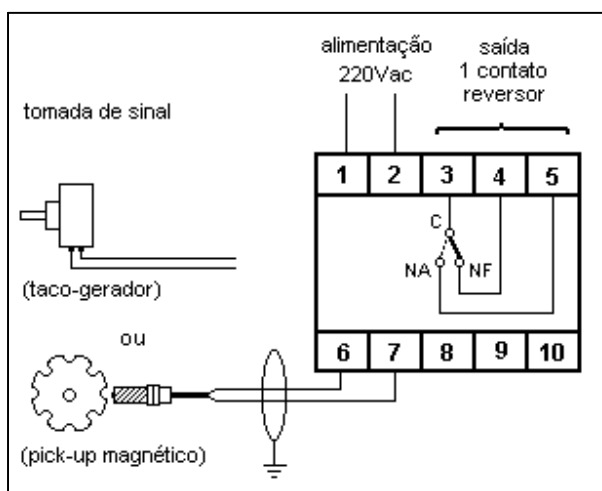 alimentação
220Vac
saída
1 contato
reversor
tomada de sinal
1 2 3 4 5
C
NA NF
(taco-gerador)
ou
6 7 8 9 10
(pick-up magnético)